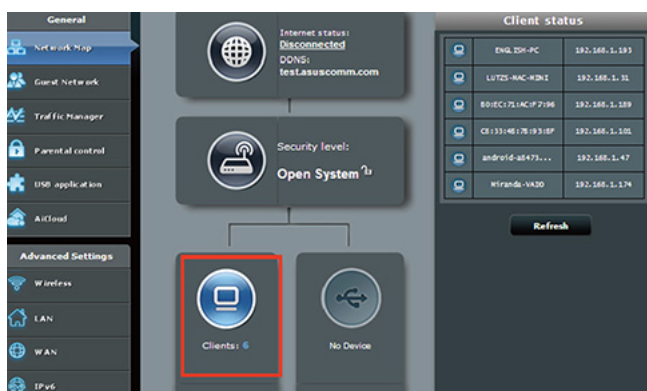 General
Network Map
Guest Network
Traffic Manager
Parental control
USB application
AiCloud
Advanced Settings
Wireless
LAN
WAN
IPv6
Internet status:
Disconnected
DDNS:
test.asuscomm.com
Security level:
Open System
Clients: 6
No Device
Client status
ENGLISH-PC 192.168.1.193
LUTZS-MAC-MINI 192.168.1.31
192.168.1.189
192.168.1.101
android-a8473... 192.168.1.47
Miranda-VAIO 192.168.1.174
Refresh